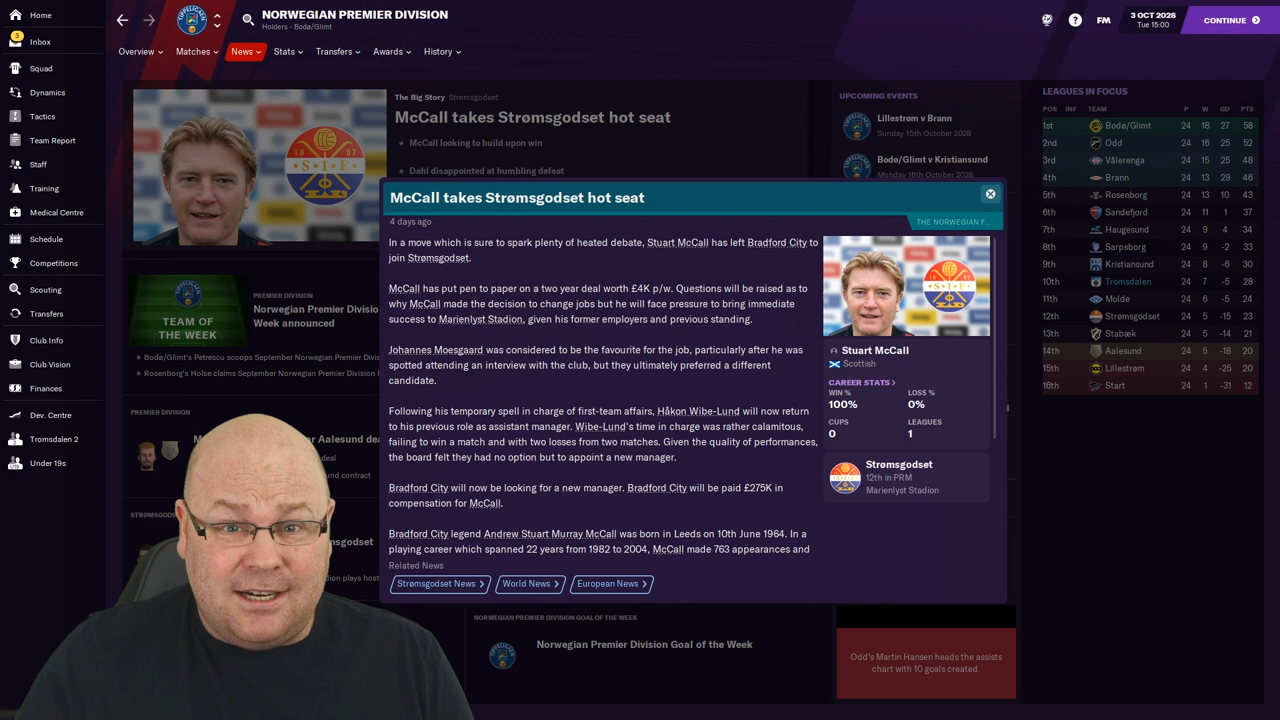 NORWEGIAN PREMIER DIVISION
Holders - Bodø/Glimt
FM
3 OCT 2028
Tue 15:00
CONTINUE
Overview
Matches
News
Stats
Transfers
Awards
History
3
Home
Inbox
Squad
Dynamics
Tactics
Team Report
Staff
Training
Medical Centre
Schedule
Competitions
Scouting
Transfers
Club Info
Club Vision
Finances
Dev. Centre
Tromsdalen 2
Under 19s
The Big Story Strømsgodset
McCall takes Strømsgodset hot seat
McCall looking to build upon win
Dahl disappointed at humbling defeat
UPCOMING EVENTS
Lillestrøm v Brann
Sunday 15th October 2028
Bodø/Glimt v Kristiansund
Monday 16th October 2028
McCall takes Strømsgodset hot seat
4 days ago
THE NORWEGIAN F...
In a move which is sure to spark plenty of heated debate, Stuart McCall has left Bradford City to
join Strømsgodset.
McCall has put pen to paper on a two year deal worth £4K p/w. Questions will be raised as to
why McCall made the decision to change jobs but he will face pressure to bring immediate
success to Marienlyst Stadion, given his former employers and previous standing.
Johannes Moesgaard was considered to be the favourite for the job, particularly after he was
spotted attending an interview with the club, but they ultimately preferred a different
candidate.
Following his temporary spell in charge of first-team affairs, Håkon Wibe-Lund will now return
to his previous role as assistant manager. Wibe-Lund's time in charge was rather calamitous,
failing to win a match and with two losses from two matches. Given the quality of performances,
the board felt they had no option but to appoint a new manager.
Bradford City will now be looking for a new manager. Bradford City will be paid £275K in
compensation for McCall.
Bradford City legend Andrew Stuart Murray McCall was born in Leeds on 10th June 1964. In a
playing career which spanned 22 years from 1982 to 2004, McCall made 763 appearances and
Related News
Strømsgodset News
World News
European News
Stuart McCall
Scottish
CAREER STATS
WIN %
LOSS %
100%
0%
CUPS
LEAGUES
0
1
Strømsgodset
12th in PRM
Marienlyst Stadion
LEAGUES IN FOCUS
POS INF TEAM P W GD PTS
1st Bodø/Glimt 24 18 27 58
2nd Odd 24 16 25 52
3rd Vålerenga 24 15 25 48
4th Brann 24 13 29 46
5th Rosenborg 24 13 10 43
6th Sandefjord 24 11 1 37
7th Haugesund 24 9 4 34
8th Sarpsborg 24 9 -2 33
9th Kristiansund 24 8 -6 30
10th Tromsdalen 24 7 -5 28
11th Molde 24 6 -5 24
12th Strømsgodset 24 5 -15 23
13th Stabæk 24 5 -14 21
14th Aalesund 24 5 -18 20
15th Lillestrøm 24 4 -25 20
16th Start 24 1 -31 12
TEAM OF
THE WEEK
PREMIER DIVISION
Norwegian Premier Divisio
Week announced
Bodø/Glimt's Petrescu scoops September Norwegian Premier Divis
Rosenborg's Holse claims September Norwegian Premier Division
PREMIER DIVISION
ar Aalesund dea
deal
und contract
STRØMSGODS
msgodset
n plays host
NORWEGIAN PREMIER DIVISION GOAL OF THE WEEK
Norwegian Premier Division Goal of the Week
Odd's Martin Hansen heads the assists
chart with 10 goals created.